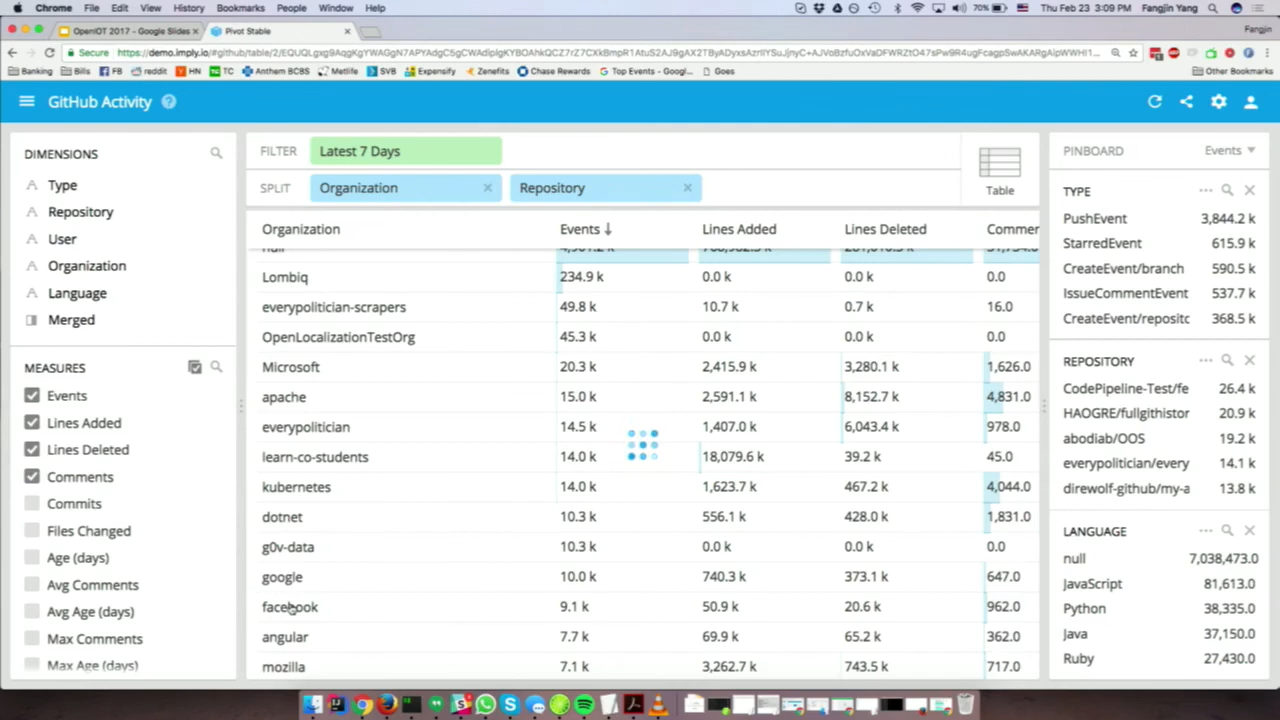 Chrome File Edit View History Bookmarks People Window Help 70% Thu Feb 23 3:09 PM Fangjin Yang
OpenIOT 2017 - Google Slides Pivot Stable Fangjin
Secure
Banking Bills FB reddit HN TC Anthem BCBS Metlife SVB Expensify Zenefits Chase Rewards Top Events - Googl... Goes Other Bookmarks
GitHub Activity
DIMENSIONS
Type
Repository
User
Organization
Language
Merged
MEASURES
Events
Lines Added
Lines Deleted
Comments
Commits
Files Changed
Age (days)
Avg Comments
Avg Age (days)
Max Comments
Max Age (days)
FILTER Latest 7 Days
SPLIT Organization Repository
Table
Organization Events Lines Added Lines Deleted Commer
null
Lombiq 234.9 k 0.0 k 0.0 k 0.0
everypolitician-scrapers 49.8 k 10.7 k 0.7 k 16.0
OpenLocalizationTestOrg 45.3 k 0.0 k 0.0 k 0.0
Microsoft 20.3 k 2,415.9 k 3,280.1 k 1,626.0
apache 15.0 k 2,591.1 k 8,152.7 k 4,831.0
everypolitician 14.5 k 1,407.0 k 6,043.4 k 978.0
learn-co-students 14.0 k 18,079.6 k 39.2 k 45.0
kubernetes 14.0 k 1,623.7 k 467.2 k 4,044.0
dotnet 10.3 k 556.1 k 428.0 k 1,831.0
g0v-data 10.3 k 0.0 k 0.0 k 0.0
google 10.0 k 740.3 k 373.1 k 647.0
facebook 9.1 k 50.9 k 20.6 k 962.0
angular 7.7 k 69.9 k 65.2 k 362.0
mozilla 7.1 k 3,262.7 k 743.5 k 717.0
PINBOARD Events
TYPE
PushEvent 3,844.2 k
StarredEvent 615.9 k
CreateEvent/branch 590.5 k
IssueCommentEvent 537.7 k
CreateEvent/repositc 368.5 k
REPOSITORY
CodePipeline-Test/fe 26.4 k
HAOGRE/fullgithistor 20.9 k
abodiab/OOS 19.2 k
everypolitician/every 14.1 k
direwolf-github/my-a 13.8 k
LANGUAGE
null 7,038,473.0
JavaScript 81,613.0
Python 38,335.0
Java 37,150.0
Ruby 27,430.0